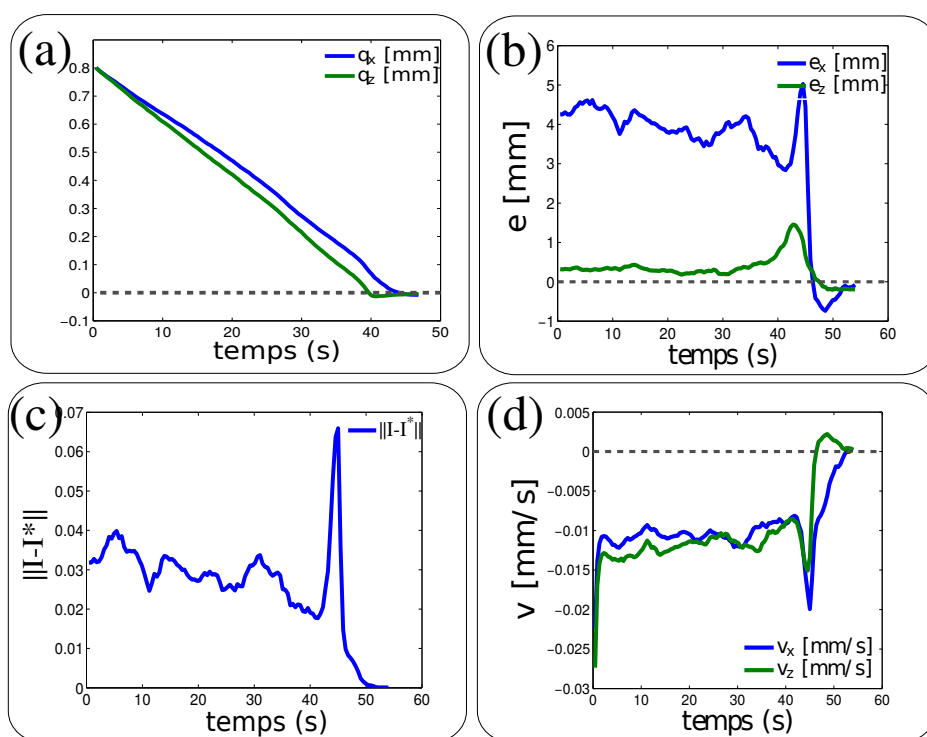 (a)
q_x [mm]
q_z [mm]
0.8
0.7
0.6
0.5
0.4
0.3
0.2
0.1
0
−0.1
0 10 20 30 40 50
temps (s)
(b)
e_x [mm]
e_z [mm]
6
5
4
3
2
1
0
−1
e [mm]
0 10 20 30 40 50 60
temps (s)
(c)
||I-I*||
0.07
0.06
0.05
0.04
0.03
0.02
0.01
0
||I-I*||
0 10 20 30 40 50 60
temps (s)
(d)
0.005
0
−0.005
−0.01
−0.015
−0.02
−0.025
−0.03
v [mm/s]
v_x [mm/s]
v_z [mm/s]
0 10 20 30 40 50 60
temps (s)